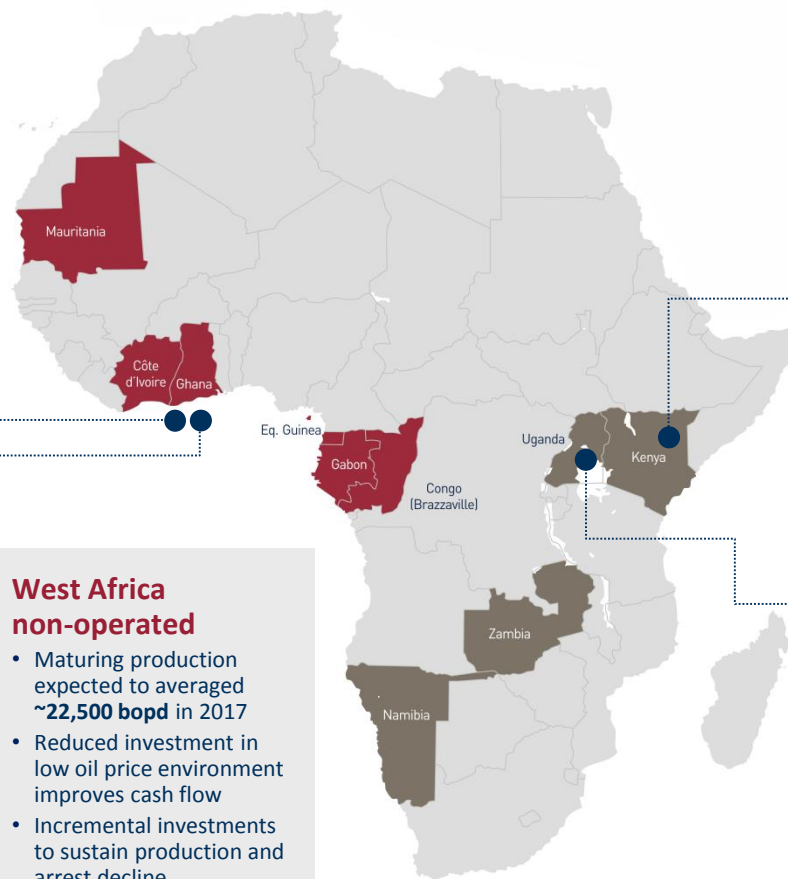 Mauritania
Côte
d'Ivoire
Ghana
Eq. Guinea
Gabon
Congo
(Brazzaville)
Uganda
Kenya
Zambia
Namibia
West Africa
non-operated
• Maturing production
expected to averaged
~22,500 bopd in 2017
• Reduced investment in
low oil price environment
improves cash flow
• Incremental investments
to sustain production and
arrest decline